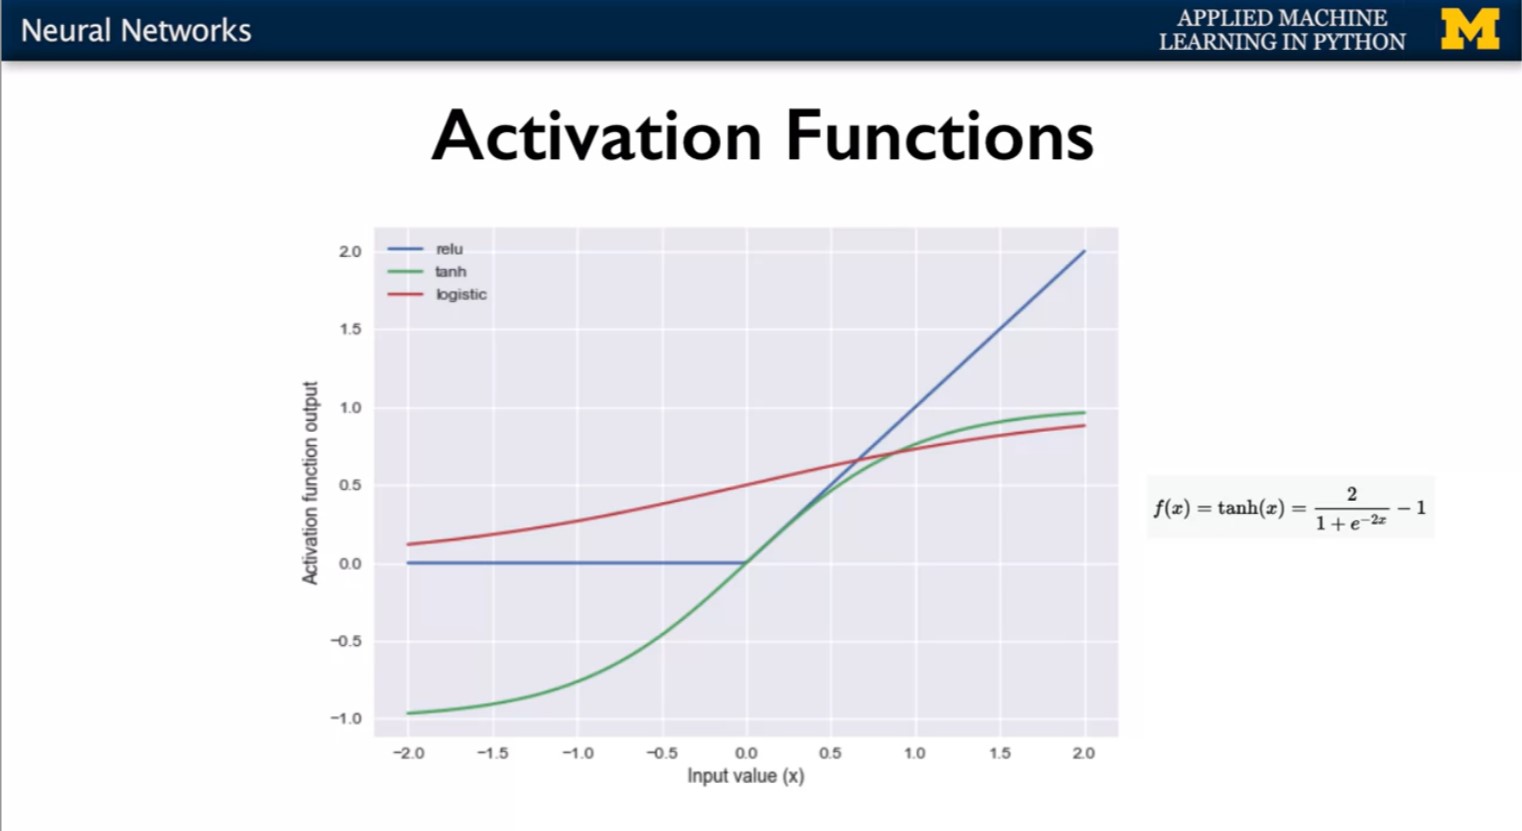 Neural Networks
APPLIED MACHINE
LEARNING IN PYTHON
M
Activation Functions
relu
tanh
logistic
2.0
1.5
1.0
0.5
0.0
−0.5
−1.0
Activation function output
−2.0 −1.5 −1.0 −0.5 0.0 0.5 1.0 1.5 2.0
Input value (x)
f(x) = tanh(x) = 2 / (1 + e^{−2x}) − 1